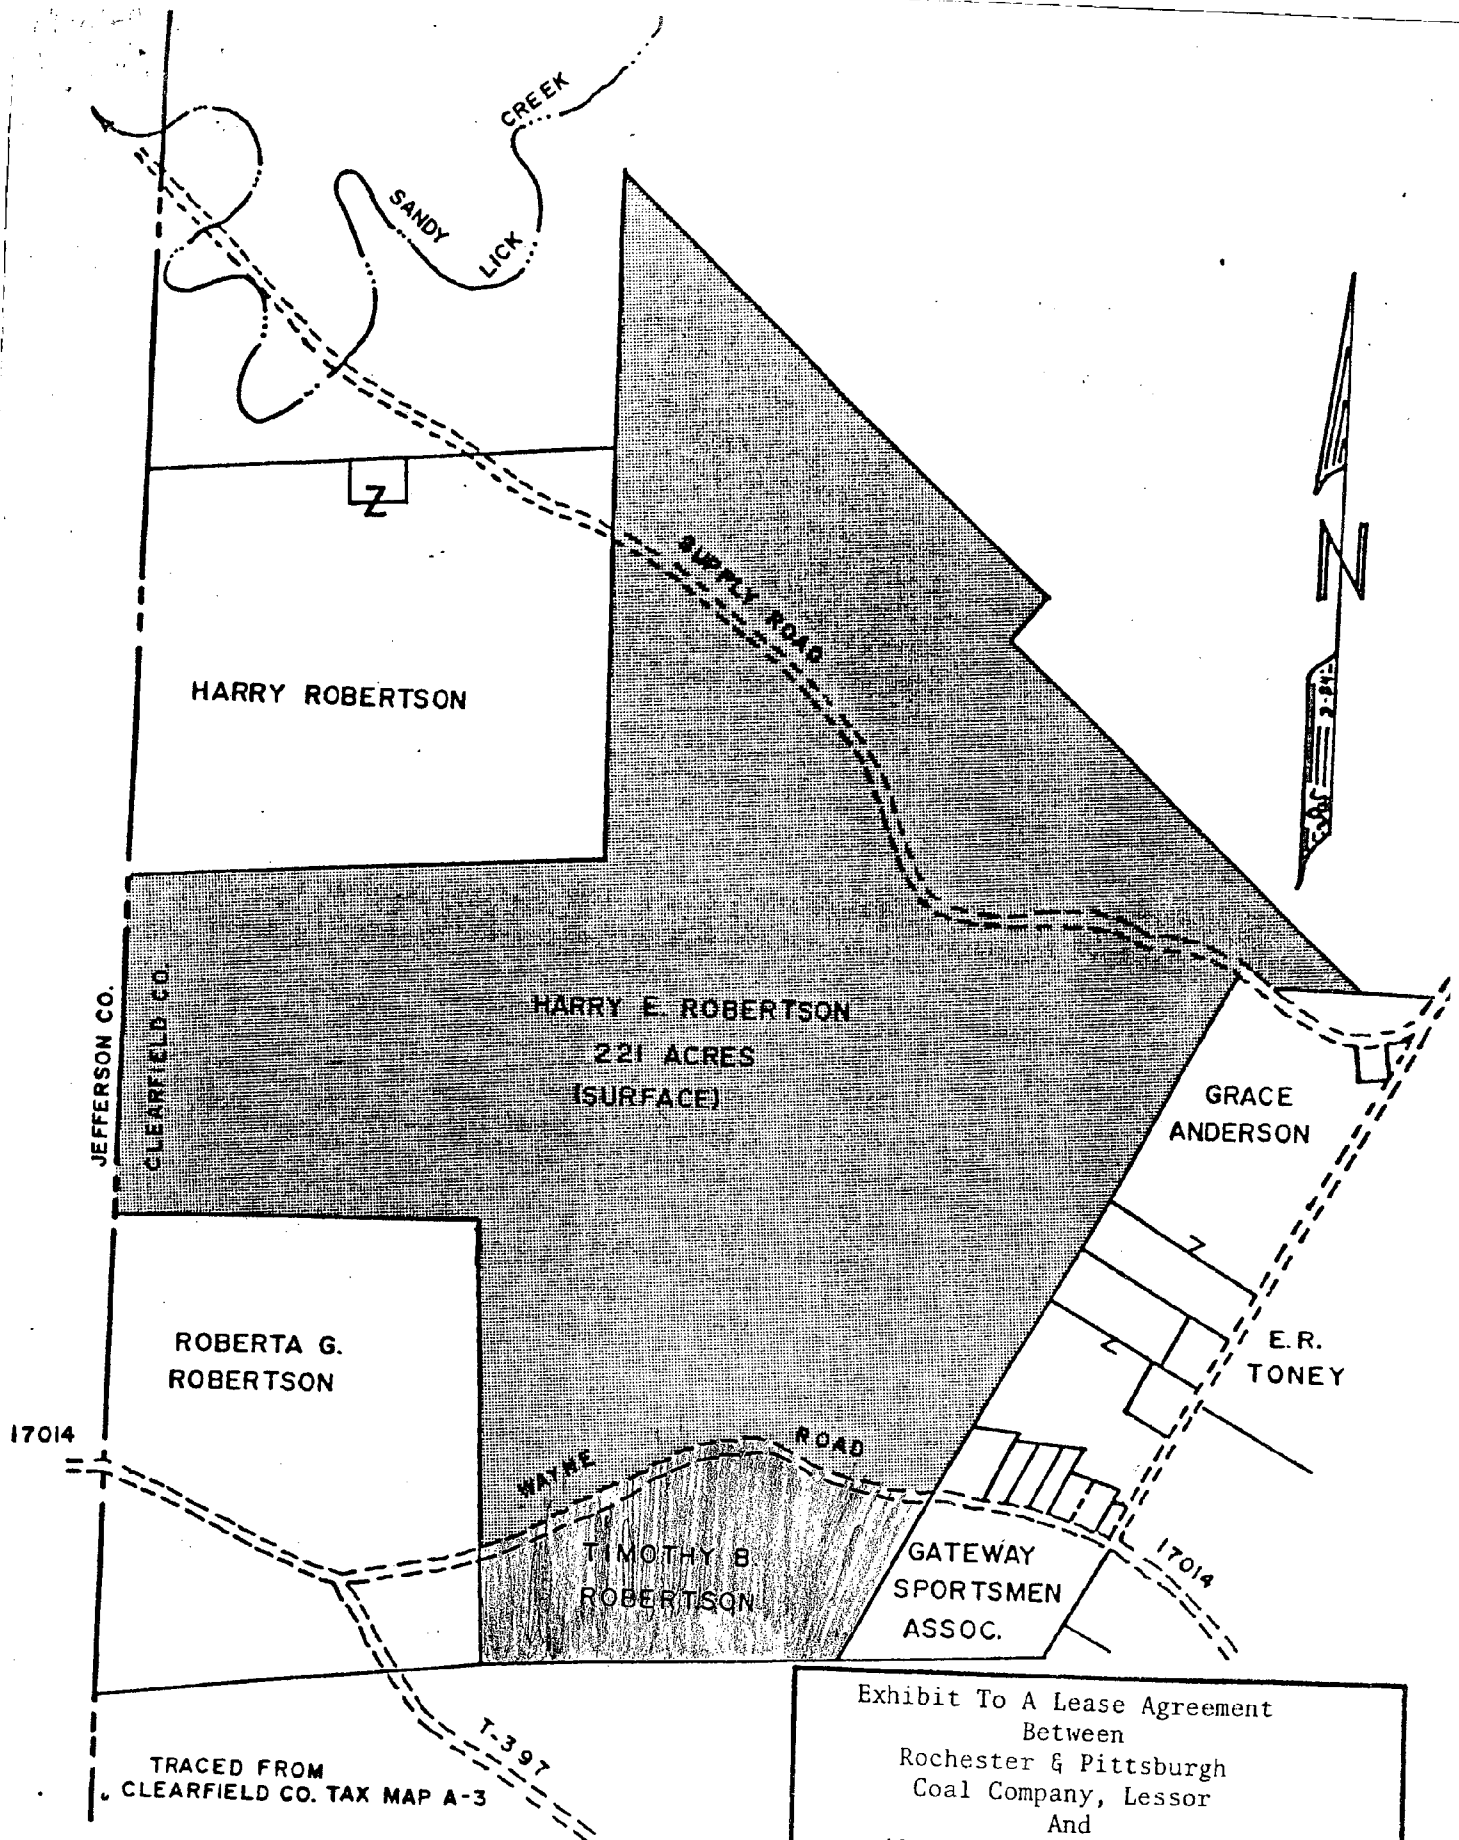 CREEK
SANDY
LICK
Z
SUPPLY ROAD
N
HARRY ROBERTSON
JEFFERSON CO.
CLEARFIELD CO.
HARRY E. ROBERTSON
221 ACRES
(SURFACE)
GRACE
ANDERSON
Z
Z
E.R.
TONEY
ROBERTA G.
ROBERTSON
17014
WAYNE ROAD
TIMOTHY B
ROBERTSON
GATEWAY
SPORTSMEN
ASSOC.
17014
T-397
TRACED FROM
CLEARFIELD CO. TAX MAP A-3
Exhibit To A Lease Agreement
Between
Rochester & Pittsburgh
Coal Company, Lessor
And